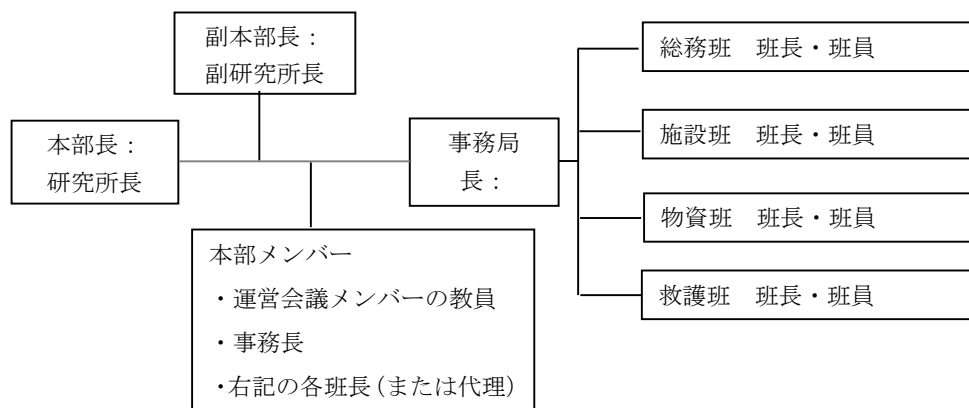 副本部長：
副研究所長
本部長：
研究所長
事務局
長：
本部メンバー
・運営会議メンバーの教員
・事務長
・右記の各班長（または代理）
総務班　班長・班員
施設班　班長・班員
物資班　班長・班員
救護班　班長・班員